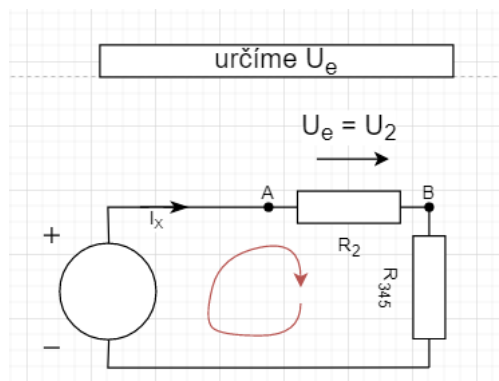 určíme Uₑ
Uₑ = U₂
A
B
Iₓ
+
R₂
R₃₄₅
–